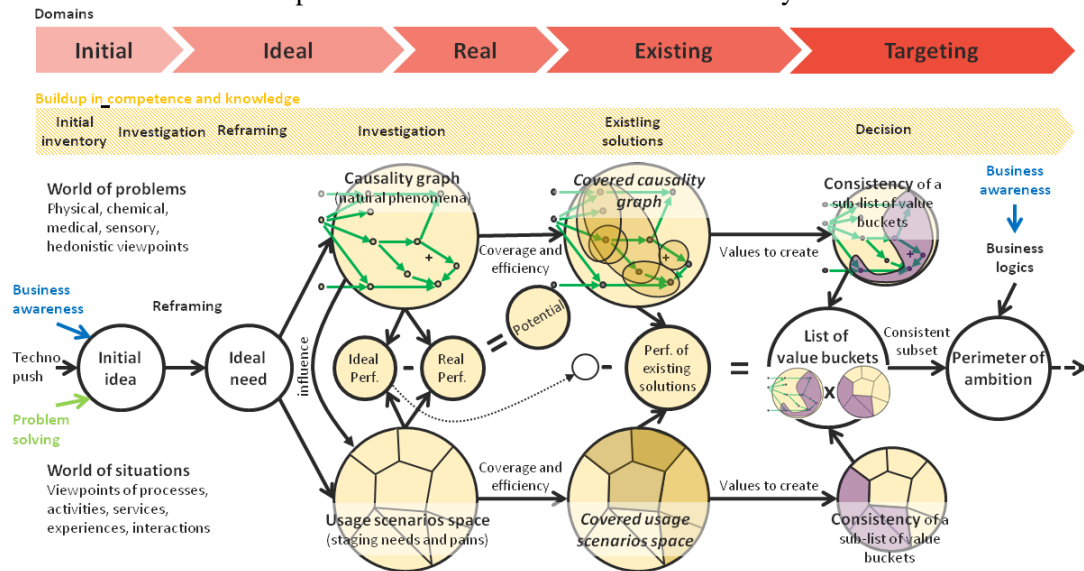 Domains
Initial
Ideal
Real
Existing
Targeting
Buildup in competence and knowledge
Initial
inventory
Investigation
Reframing
Investigation
Existling
solutions
Decision
World of problems
Physical, chemical,
medical, sensory,
hedonistic viewpoints
Causality graph
(natural phenomena)
+
Coverage and
efficiency
Covered causality
graph
+
Values to create
Consistency of a
sub-list of value
buckets
+
Business
awareness
Business
logics
Business
awareness
Reframing
Techno
push
Problem
solving
Initial
idea
Ideal
need
influence
Ideal
Perf.
-
Real
Perf.
=
Potential
-
Perf. of
existing
solutions
=
List of
value buckets
x
Consistent
subset
Perimeter of
ambition
World of situations
Viewpoints of processes,
activities, services,
experiences, interactions
Usage scenarios space
(staging needs and pains)
Coverage and
efficiency
Covered usage
scenarios space
Values to create
Consistency of a
sub-list of value
buckets